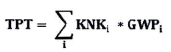 TPT = ∑ᵢ KNKᵢ * GWPᵢ